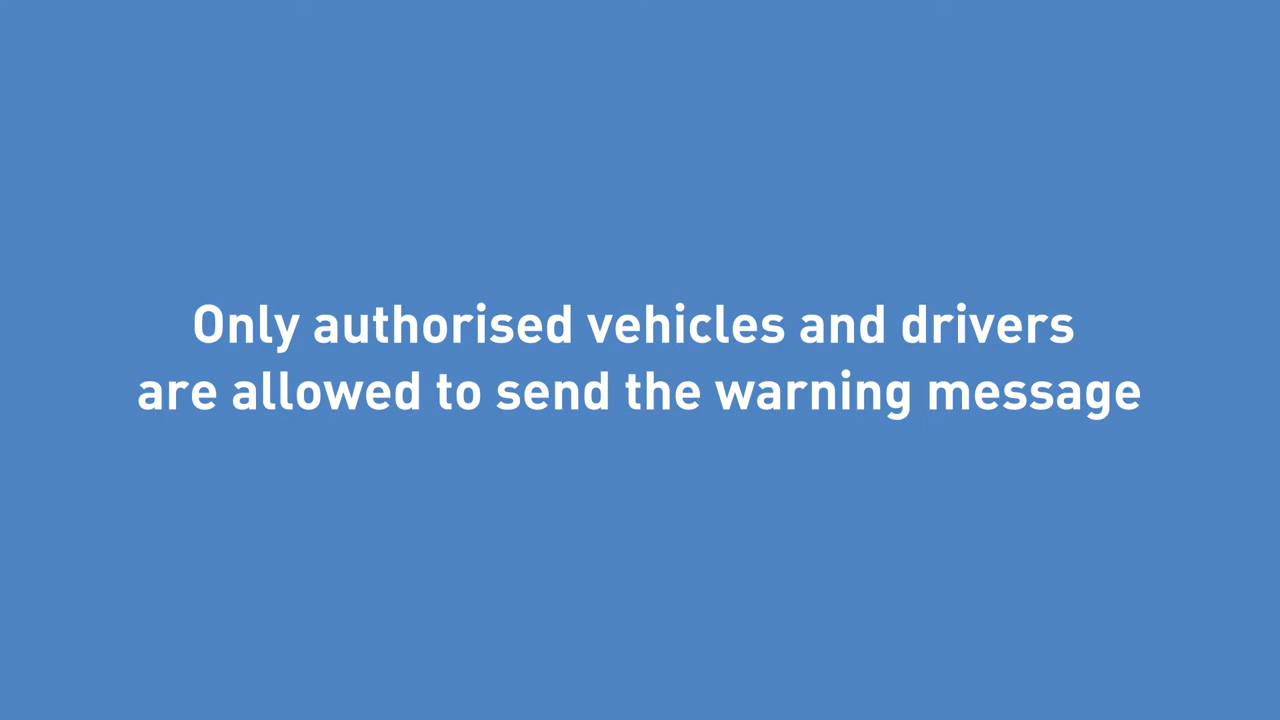 Only authorised vehicles and drivers
are allowed to send the warning message